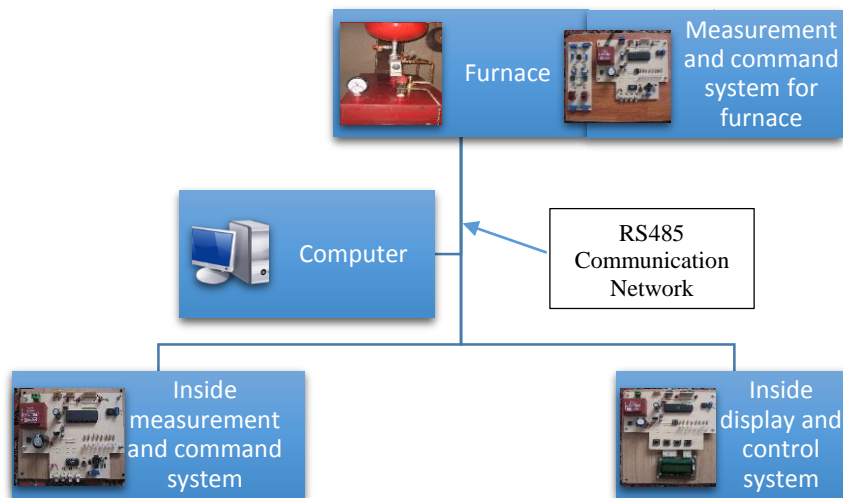 Furnace
Measurement
and command
system for
furnace
Computer
RS485
Communication
Network
Inside
measurement
and command
system
Inside
display and
control
system